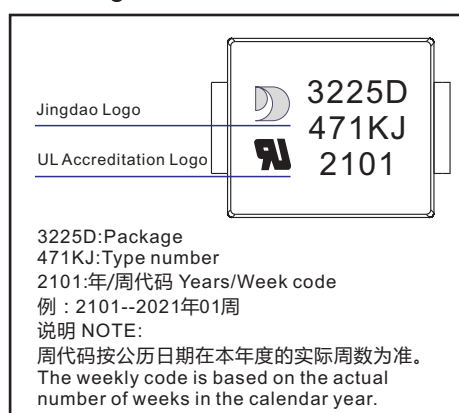 Jingdao Logo
UL Accreditation Logo
3225D
471KJ
2101
3225D:Package
471KJ:Type number
2101:年/周代码 Years/Week code
例：2101--2021年01周
说明 NOTE:
周代码按公历日期在本年度的实际周数为准。
The weekly code is based on the actual
number of weeks in the calendar year.